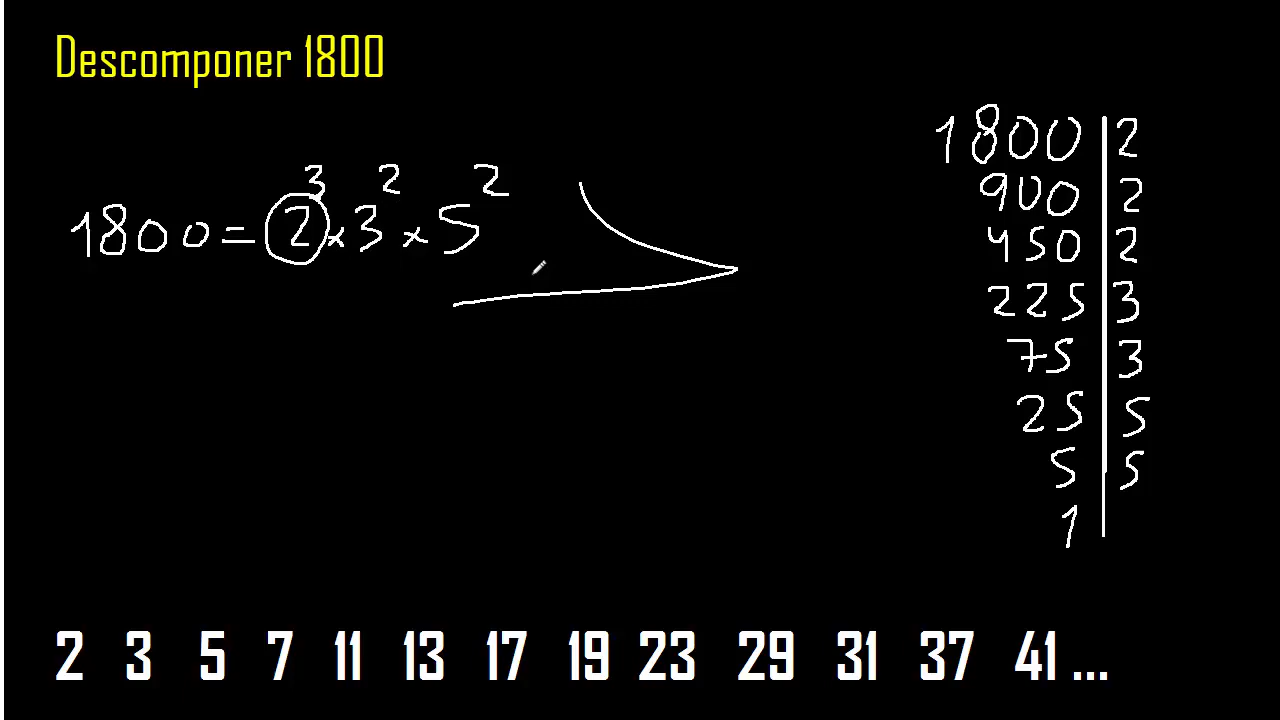 Descomponer 1800
1800 = 2³ × 3² × 5²
1800 | 2
900 | 2
450 | 2
225 | 3
75 | 3
25 | 5
5 | 5
1 |
2 3 5 7 11 13 17 19 23 29 31 37 41 ...